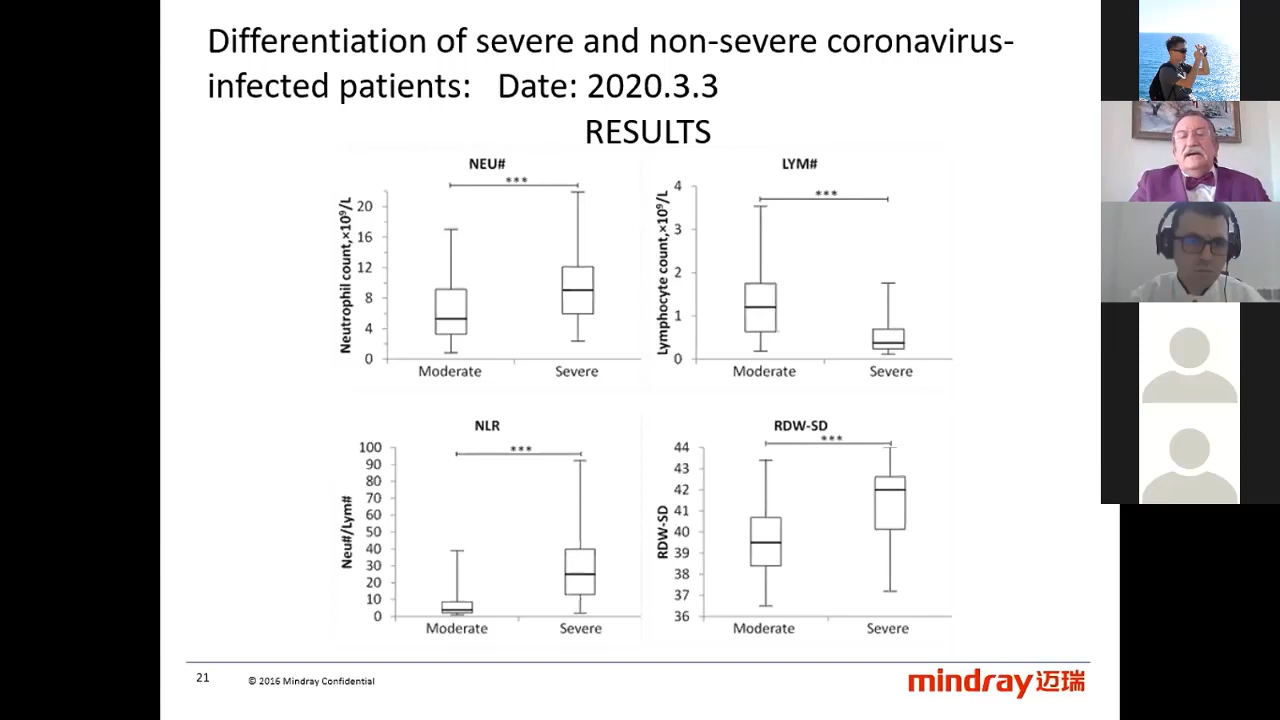 Differentiation of severe and non-severe coronavirus-
infected patients: Date: 2020.3.3
RESULTS
NEU#
***
Neutrophil count,×10⁹/L
20
16
12
8
4
0
Moderate
Severe
LYM#
***
Lymphocyte count,×10⁹/L
4
3
2
1
0
Moderate
Severe
NLR
***
Neu#/Lym#
100
90
80
70
60
50
40
30
20
10
0
Moderate
Severe
RDW-SD
***
RDW-SD
44
43
42
41
40
39
38
37
36
Moderate
Severe
21
© 2016 Mindray Confidential
mindray迈瑞